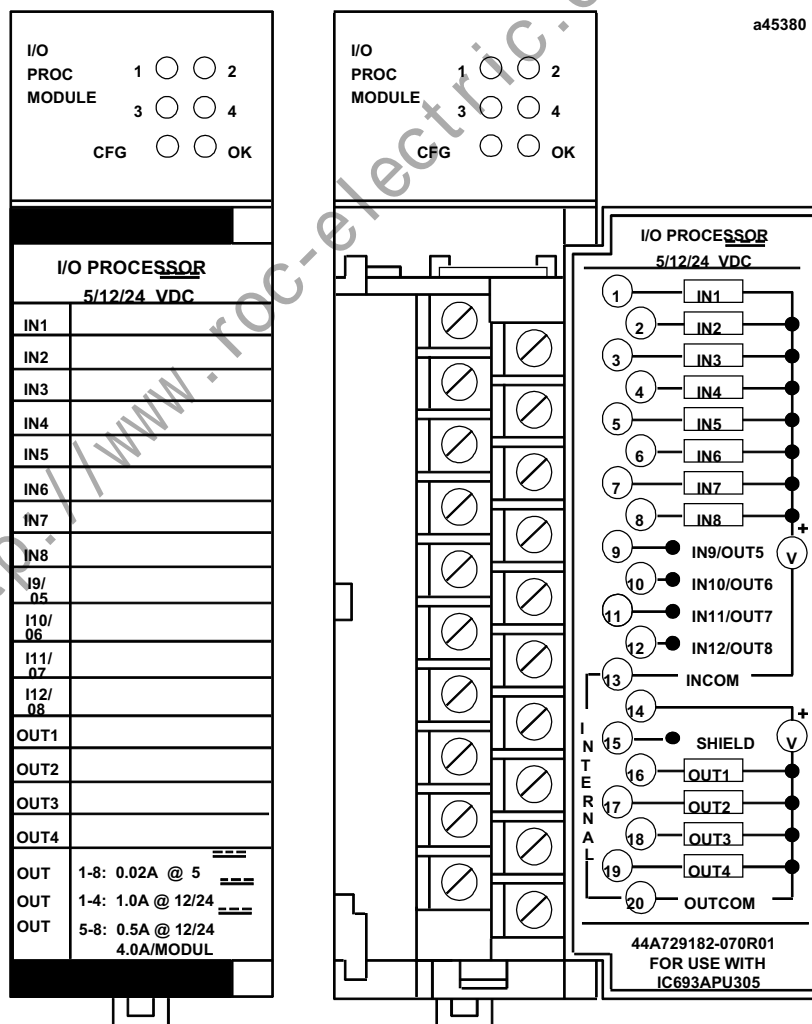 a45380
I/O
PROC
MODULE
1 2
3 4
CFG OK
I/O PROCESSOR
5/12/24 VDC
IN1
IN2
IN3
IN4
IN5
IN6
IN7
IN8
I9/
05
I10/
06
I11/
07
I12/
08
OUT1
OUT2
OUT3
OUT4
OUT 1-8: 0.02A @ 5
OUT 1-4: 1.0A @ 12/24
OUT 5-8: 0.5A @ 12/24
4.0A/MODUL
I/O
PROC
MODULE
1 2
3 4
CFG OK
I/O PROCESSOR
5/12/24 VDC
1 IN1
2 IN2
3 IN3
4 IN4
5 IN5
6 IN6
7 IN7
8 IN8
+
9 IN9/OUT5 V
10 IN10/OUT6
11 IN11/OUT7
12 IN12/OUT8
13 INCOM
14 +
15 SHIELD V
16 OUT1
17 OUT2
18 OUT3
19 OUT4
20 OUTCOM
INTERNAL
44A729182-070R01
FOR USE WITH
IC693APU305